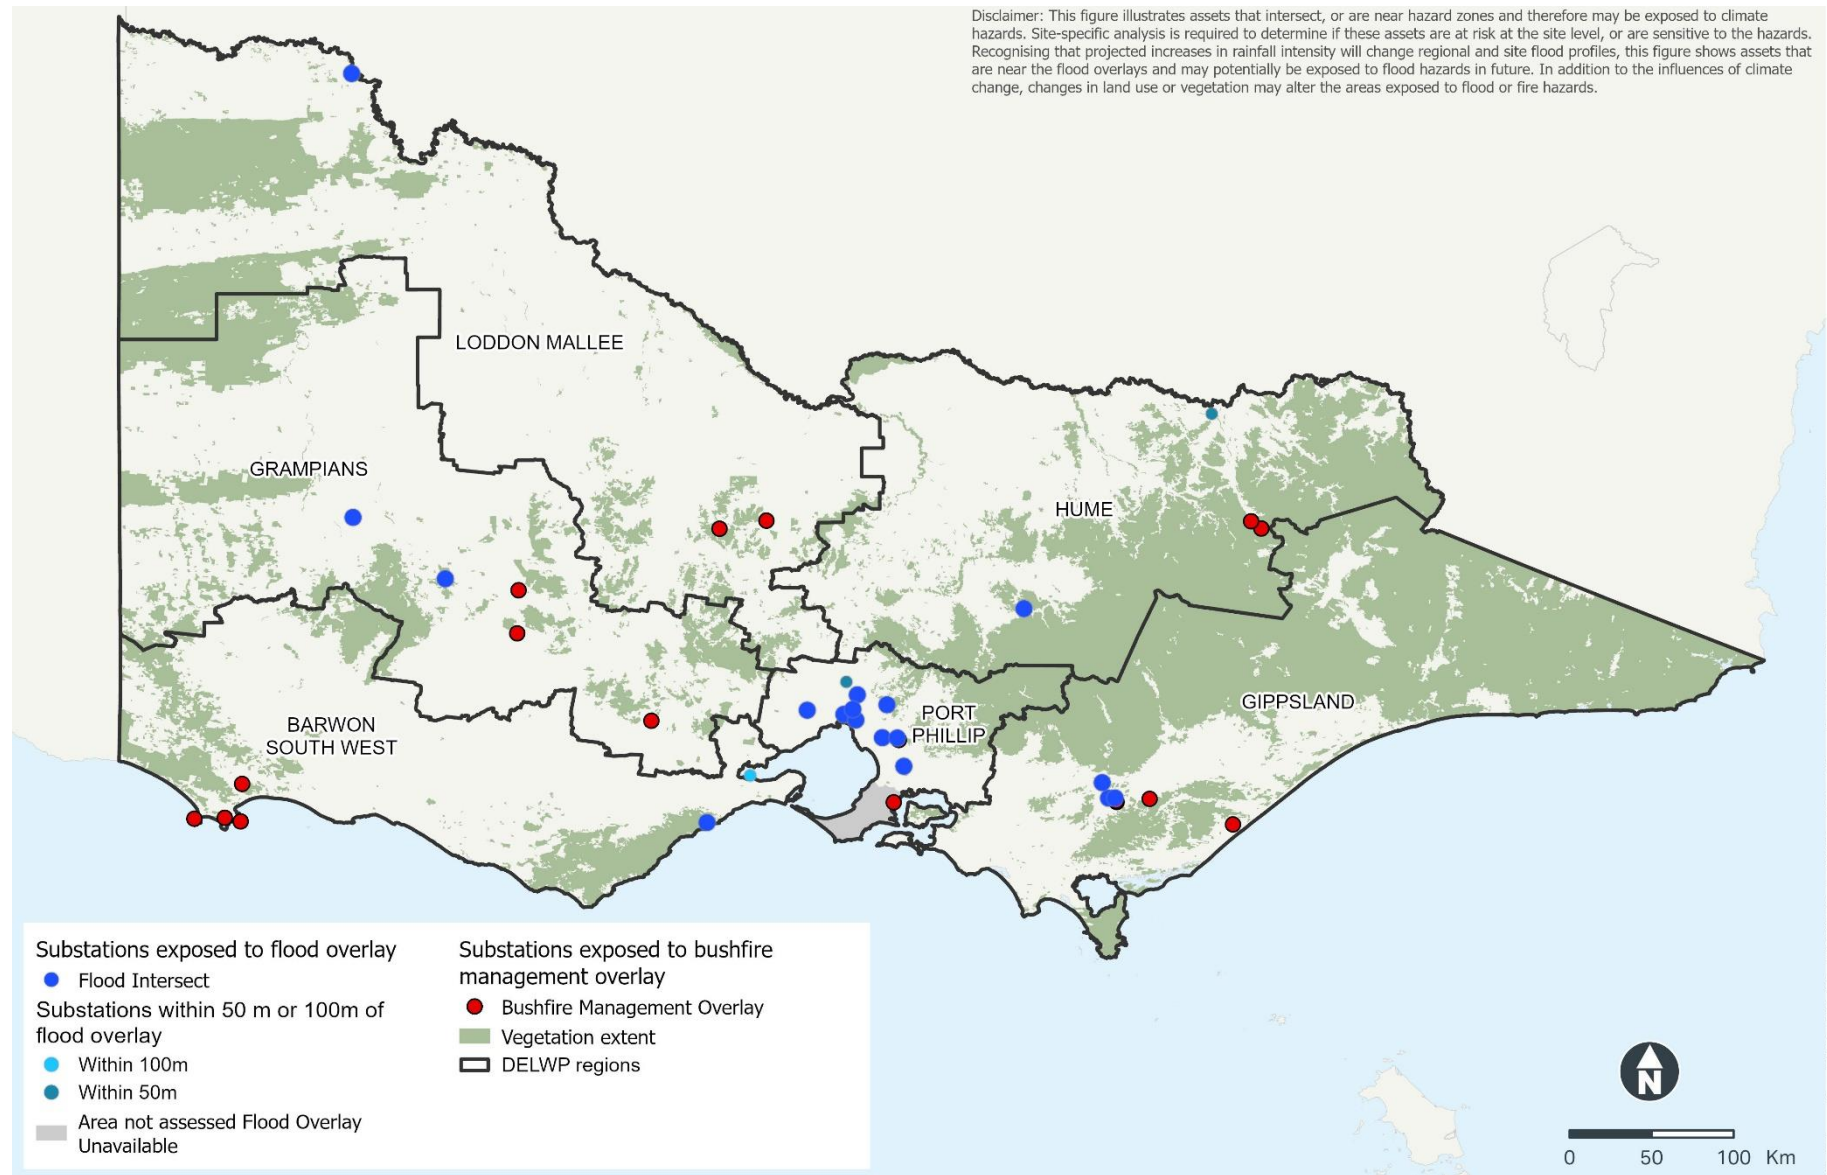 Disclaimer: This figure illustrates assets that intersect, or are near hazard zones and therefore may be exposed to climate
hazards. Site-specific analysis is required to determine if these assets are at risk at the site level, or are sensitive to the hazards.
Recognising that projected increases in rainfall intensity will change regional and site flood profiles, this figure shows assets that
are near the flood overlays and may potentially be exposed to flood hazards in future. In addition to the influences of climate
change, changes in land use or vegetation may alter the areas exposed to flood or fire hazards.
LODDON MALLEE
GRAMPIANS
HUME
GIPPSLAND
PORT
PHILLIP
BARWON
SOUTH WEST
Substations exposed to flood overlay
Flood Intersect
Substations within 50 m or 100m of
flood overlay
Within 100m
Within 50m
Area not assessed Flood Overlay
Unavailable
Substations exposed to bushfire
management overlay
Bushfire Management Overlay
Vegetation extent
DELWP regions
N
0 50 100 Km